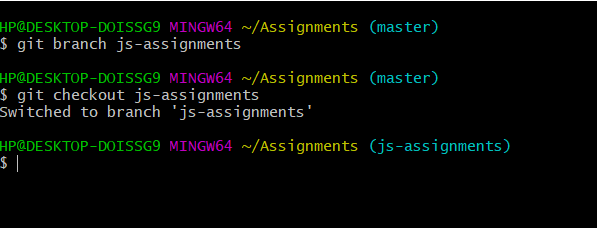 HP@DESKTOP-DOISSG9 MINGW64 ~/Assignments (master)
$ git branch js-assignments
HP@DESKTOP-DOISSG9 MINGW64 ~/Assignments (master)
$ git checkout js-assignments
Switched to branch 'js-assignments'
HP@DESKTOP-DOISSG9 MINGW64 ~/Assignments (js-assignments)
$